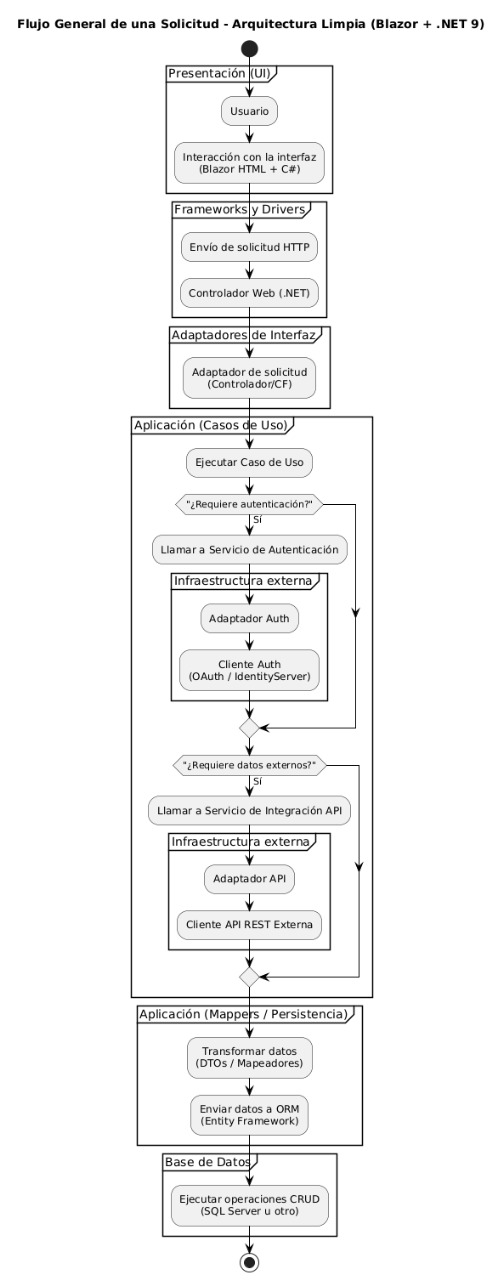 Flujo General de una Solicitud - Arquitectura Limpia (Blazor + .NET 9)
Presentación (UI)
Usuario
Interacción con la interfaz
(Blazor HTML + C#)
Frameworks y Drivers
Envío de solicitud HTTP
Controlador Web (.NET)
Adaptadores de Interfaz
Adaptador de solicitud
(Controlador/CF)
Aplicación (Casos de Uso)
Ejecutar Caso de Uso
"¿Requiere autenticación?"
Sí
Llamar a Servicio de Autenticación
Infraestructura externa
Adaptador Auth
Cliente Auth
(OAuth / IdentityServer)
"¿Requiere datos externos?"
Sí
Llamar a Servicio de Integración API
Infraestructura externa
Adaptador API
Cliente API REST Externa
Aplicación (Mappers / Persistencia)
Transformar datos
(DTOs / Mapeadores)
Enviar datos a ORM
(Entity Framework)
Base de Datos
Ejecutar operaciones CRUD
(SQL Server u otro)